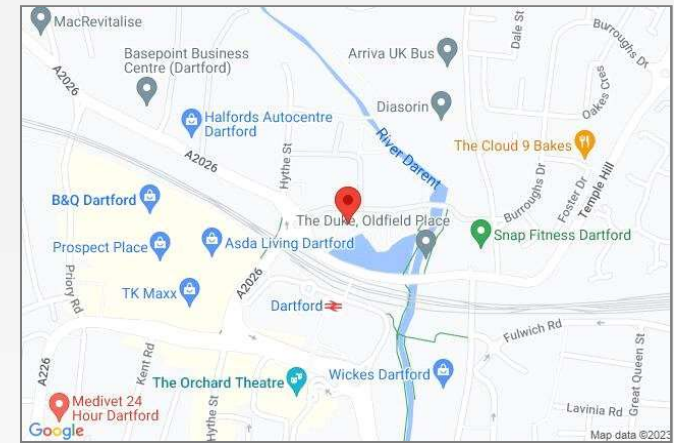 MacRevitalise
A2026
Basepoint Business
Centre (Dartford)
Arriva UK Bus
Dale St
Burroughs Dr
Diasorin
Oakes Cres
Halfords Autocentre
Dartford
Hythe St
River Darent
The Cloud 9 Bakes
A2026
B&Q Dartford
Burroughs Dr
Foster Dr
Temple Hill
The Duke, Oldfield Place
Snap Fitness Dartford
Prospect Place
Asda Living Dartford
Priory Rd
TK Maxx
A2026
Dartford
Fulwich Rd
A226
Kent Rd
The Orchard Theatre
Wickes Dartford
Great Queen St
Medivet 24
Hour Dartford
Hythe St
Lavinia Rd
Google
Map data ©2023